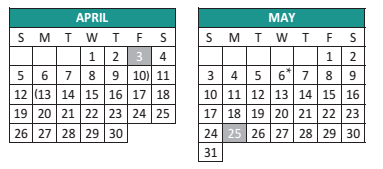 APRIL
S M T W T F S
1 2 3 4
5 6 7 8 9 10) 11
12 (13 14 15 16 17 18
19 20 21 22 23 24 25
26 27 28 29 30
MAY
S M T W T F S
1 2
3 4 5 6* 7 8 9
10 11 12 13 14 15 16
17 18 19 20 21 22 23
24 25 26 27 28 29 30
31